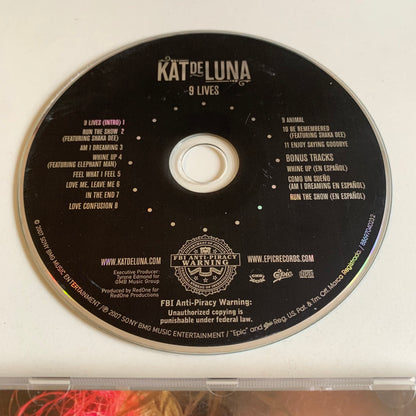 KAT DE LUNA
9 LIVES
9 LIVES (INTRO) 1
RUN THE SHOW 2
(FEATURING SHAKA DEE)
AM I DREAMING 3
WHINE UP 4
(FEATURING ELEPHANT MAN)
FEEL WHAT I FEEL 5
LOVE ME, LEAVE ME 6
IN THE END 7
LOVE CONFUSION 8
9 ANIMAL
10 BE REMEMBERED
(FEATURING SHAKA DEE)
11 ENJOY SAYING GOODBYE
BONUS TRACKS
WHINE UP (EN ESPAÑOL)
COMO UN SUEÑO
(AM I DREAMING EN ESPAÑOL)
RUN THE SHOW (EN ESPAÑOL)
WWW.KATDELUNA.COM
Executive Producer:
Smyre Edmond for
GMB Music Group
Produced by RedOne for
RedOne Productions
FBI ANTI-PIRACY
WARNING
WWW.EPICRECORDS.COM
Epic
FBI Anti-Piracy Warning:
Unauthorized copying is
punishable under federal law.
© 2007 SONY BMG MUSIC ENTERTAINMENT / ℗ 2007 SONY BMG MUSIC ENTERTAINMENT / "Epic" and Reg. U.S. Pat. & Tm. Off. Marca Registrada. / 88697040322